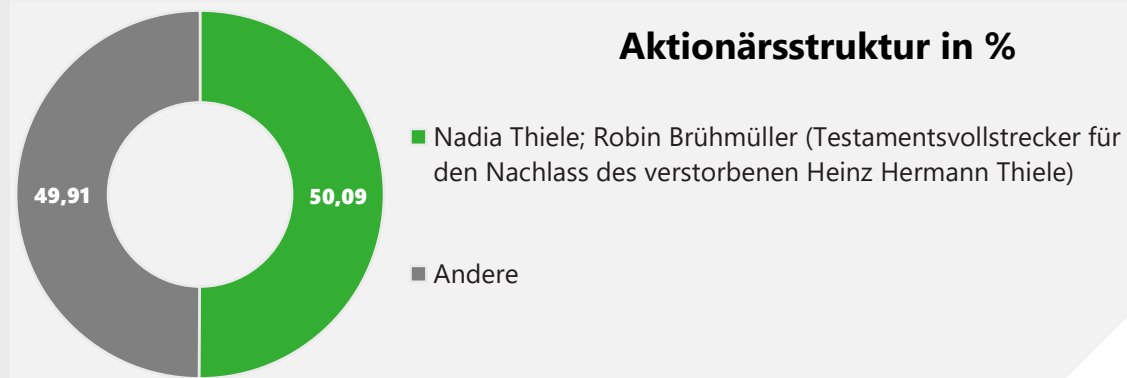 Aktionärsstruktur in %
Nadia Thiele; Robin Brühmüller (Testamentsvollstrecker für
den Nachlass des verstorbenen Heinz Hermann Thiele)
49,91
50,09
Andere